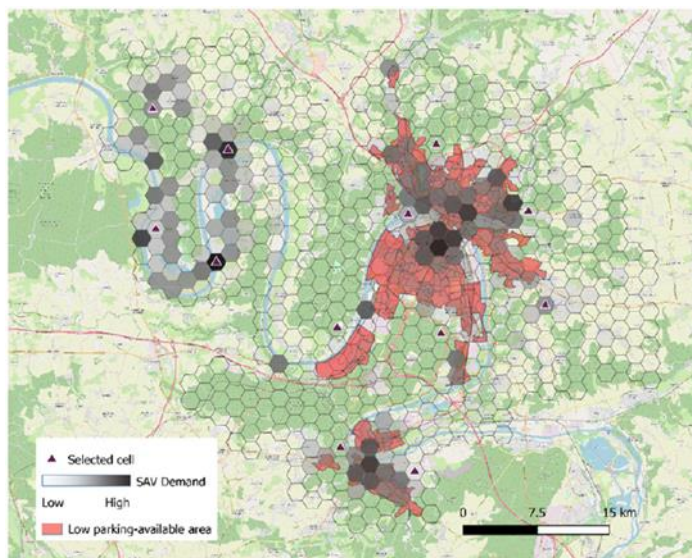 Selected cell
SAV Demand
Low High
Low parking-available area
0 7.5 15 km